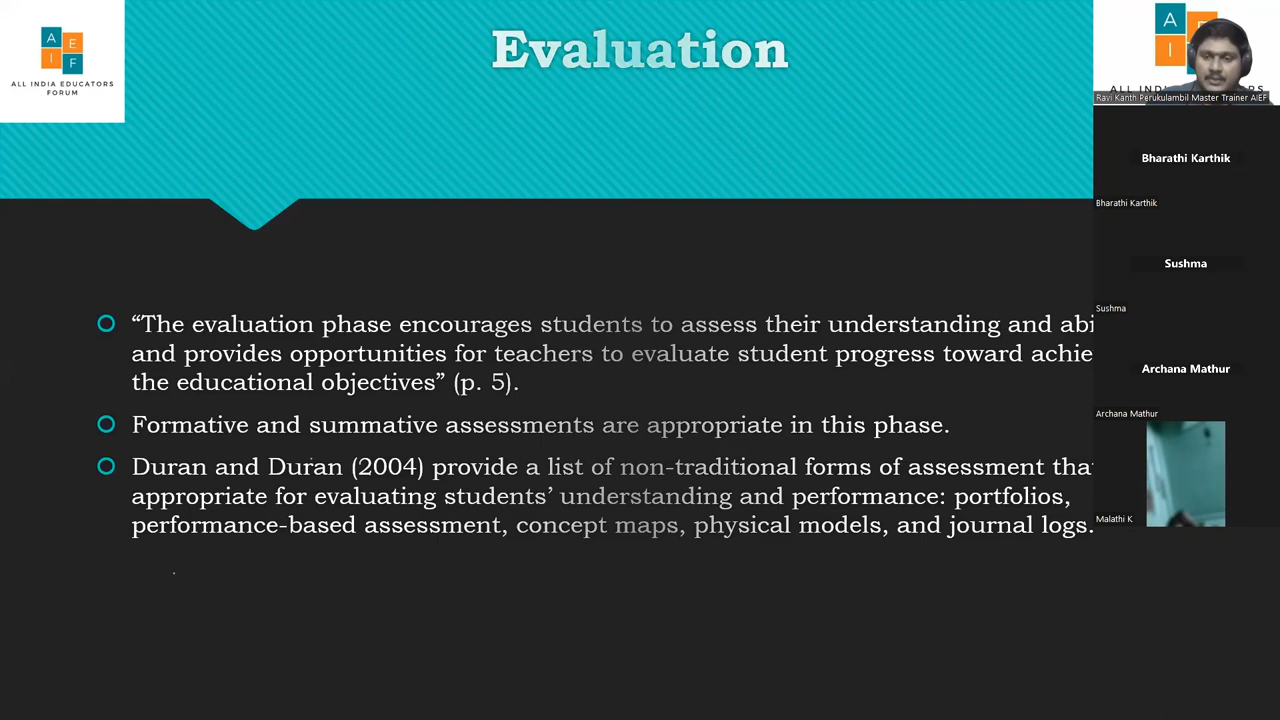 A E
I F
ALL INDIA EDUCATORS
FORUM
Evaluation
“The evaluation phase encourages students to assess their understanding and abi
and provides opportunities for teachers to evaluate student progress toward achie
the educational objectives” (p. 5).
Formative and summative assessments are appropriate in this phase.
Duran and Duran (2004) provide a list of non-traditional forms of assessment tha
appropriate for evaluating students’ understanding and performance: portfolios,
performance-based assessment, concept maps, physical models, and journal logs.
A
I
Ravi Kanth Perukulambil Master Trainer AIEF
Bharathi Karthik
Bharathi Karthik
Sushma
Sushma
Archana Mathur
Archana Mathur
Malathi K